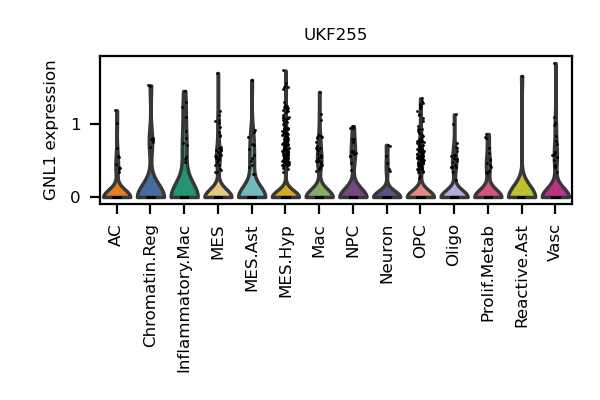 UKF255
GNL1 expression
1
0
AC
Chromatin.Reg
Inflammatory.Mac
MES
MES.Ast
MES.Hyp
Mac
NPC
Neuron
OPC
Oligo
Prolif.Metab
Reactive.Ast
Vasc